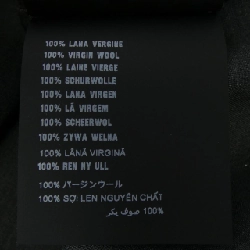 100% LANA VERGINE
100% VIRGIN WOOL
100% LAINE VIERGE
100% SCHURWOLLE
100% LANA VIRGEN
100% LÃ VIRGEM
100% SCHEERWOL
100% ZYWA WELNA
100% LÂNĂ VIRGINĂ
100% REN NY ULL
100% バージンウール
100% SỢI LEN NGUYÊN CHẤT
100% صوف بكر